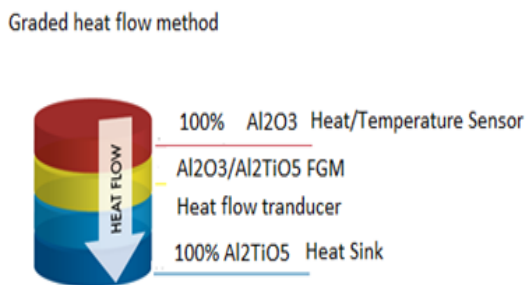 Graded heat flow method
100% Al2O3 Heat/Temperature Sensor
Al2O3/Al2TiO5 FGM
Heat flow tranducer
HEAT FLOW
100% Al2TiO5 Heat Sink